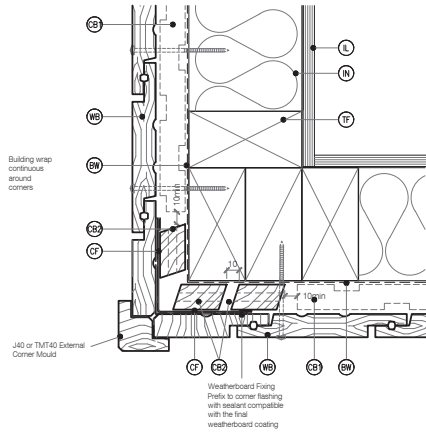 CB1
IL
IN
WB
TF
Building wrap
continuous
around
corners
BW
10min
CB2
CF
10
10min
J40 or TMT40 External
Corner Mould
CF
CB2
WB
CB1
BW
Weatherboard Fixing
Prefix to corner flashing
with sealant compatible
with the final
weatherboard coating